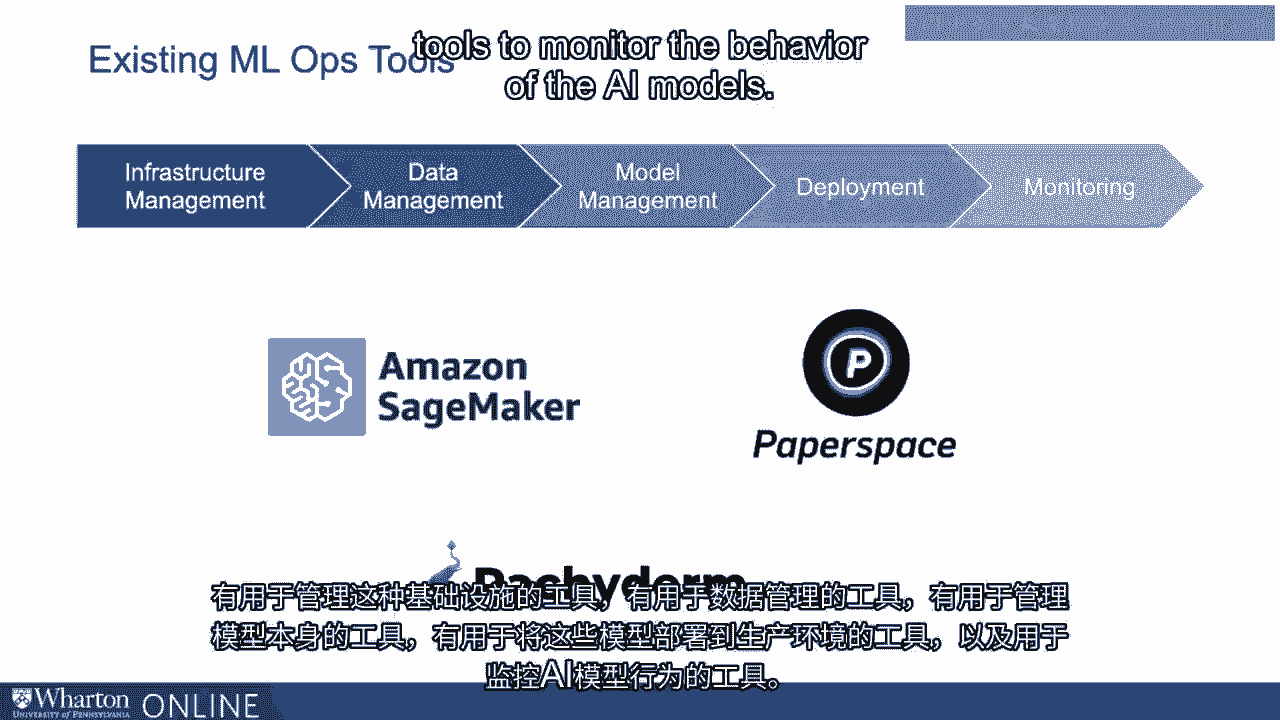 tools to monitor the behavior
of the AI models.
Existing ML Ops Tools
Infrastructure
Management
Data
Management
Model
Management
Deployment
Monitoring
Amazon
SageMaker
P
Paperspace
Pachyderm
有用于管理这种基础设施的工具，有用于数据管理的工具，有用于管理
模型本身的工具，有用于将这些模型部署到生产环境的工具，以及用于
监控AI模型行为的工具。
Wharton
UNIVERSITY of PENNSYLVANIA
ONLINE